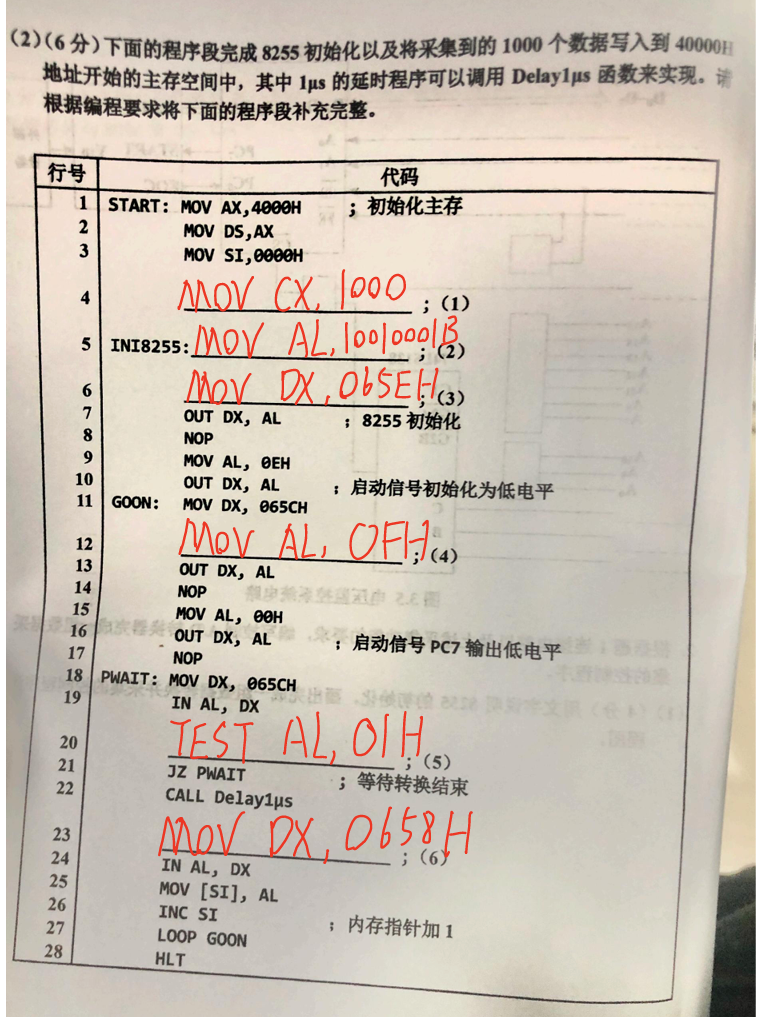 (2)(6 分)下面的程序段完成 8255 初始化以及将采集到的 1000 个数据写入到 40000H
地址开始的主存空间中，其中 1μs 的延时程序可以调用 Delay1μs 函数来实现。请
根据编程要求将下面的程序段补充完整。
行号 代码
1 START: MOV AX,4000H ; 初始化主存
2 MOV DS,AX
3 MOV SI,0000H
4 MOV CX, 1000 ; (1)
5 INI8255: MOV AL, 10010001B ; (2)
6 MOV DX, 065EH ; (3)
7 OUT DX, AL ; 8255 初始化
8 NOP
9 MOV AL, 0EH
10 OUT DX, AL ; 启动信号初始化为低电平
11 GOON: MOV DX, 065CH
12 MOV AL, 0FH ; (4)
13 OUT DX, AL
14 NOP
15 MOV AL, 00H
16 OUT DX, AL ; 启动信号 PC7 输出低电平
17 NOP
18 PWAIT: MOV DX, 065CH
19 IN AL, DX
20 TEST AL, 01H ; (5)
21 JZ PWAIT ; 等待转换结束
22 CALL Delay1μs
23 MOV DX, 0658H ; (6)
24 IN AL, DX
25 MOV [SI], AL
26 INC SI ; 内存指针加 1
27 LOOP GOON
28 HLT